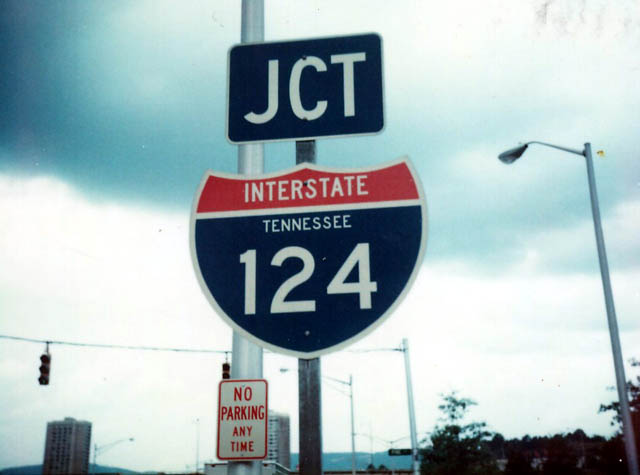 JCT
INTERSTATE
TENNESSEE
124
NO
PARKING
ANY
TIME